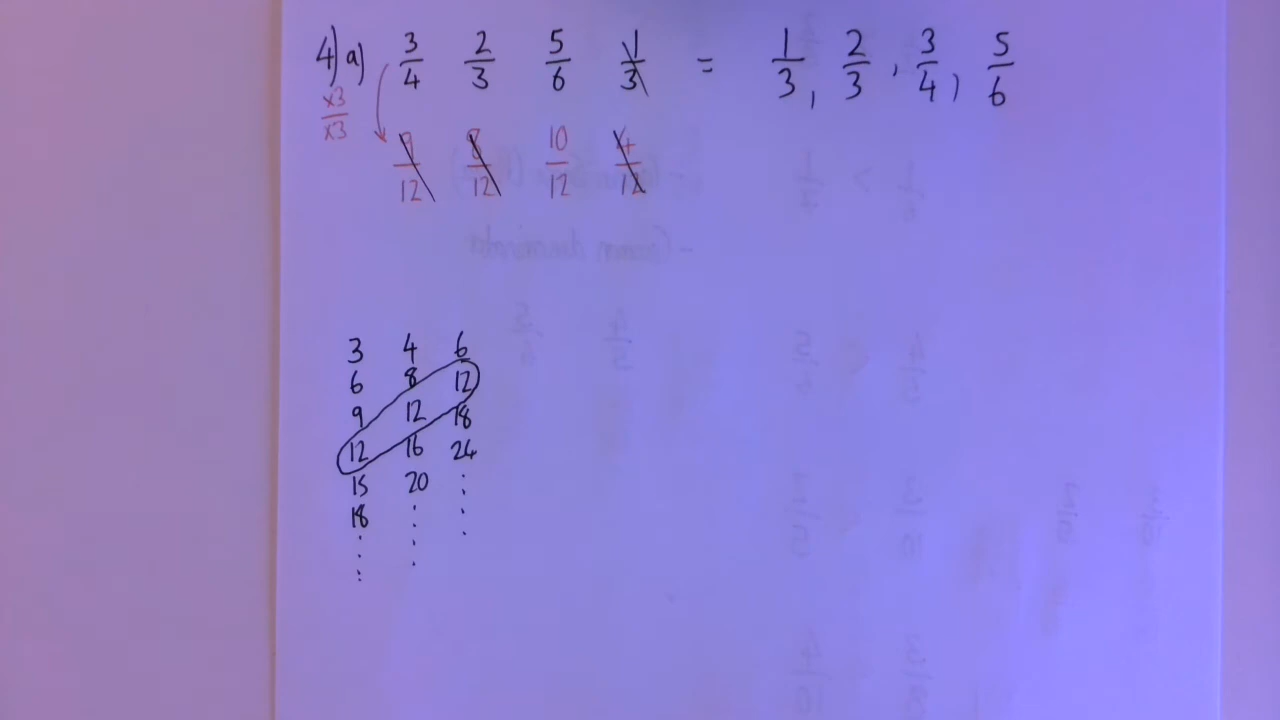 4) a) 3/4 2/3 5/6 1/3 = 1/3, 2/3, 3/4, 5/6
×3/×3
9/12 8/12 10/12 4/12
- Common denominator
3 4 6
6 8 12
9 12 18
12 16 24
15 20 ⋮
18 ⋮
⋮